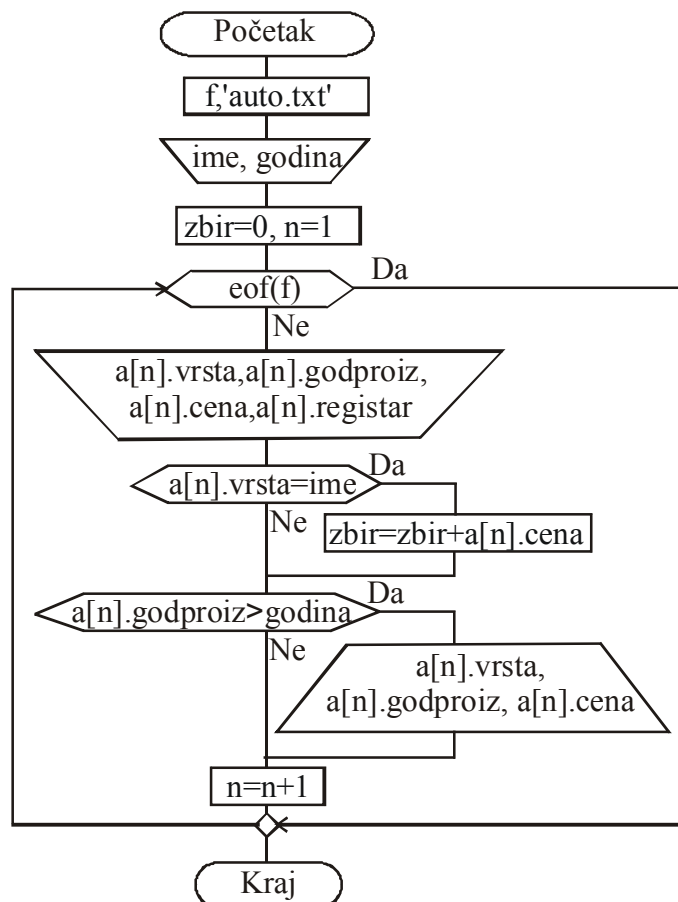 Početak
f,'auto.txt'
ime, godina
zbir=0, n=1
eof(f)
Da
Ne
a[n].vrsta,a[n].godproiz,
a[n].cena,a[n].registar
a[n].vrsta=ime
Da
Ne
zbir=zbir+a[n].cena
a[n].godproiz>godina
Da
Ne
a[n].vrsta,
a[n].godproiz, a[n].cena
n=n+1
Kraj